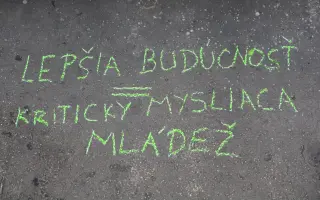 LEPŠIA BUDÚCNOSŤ
=
KRITICKY MYSLIACA
MLÁDEŽ